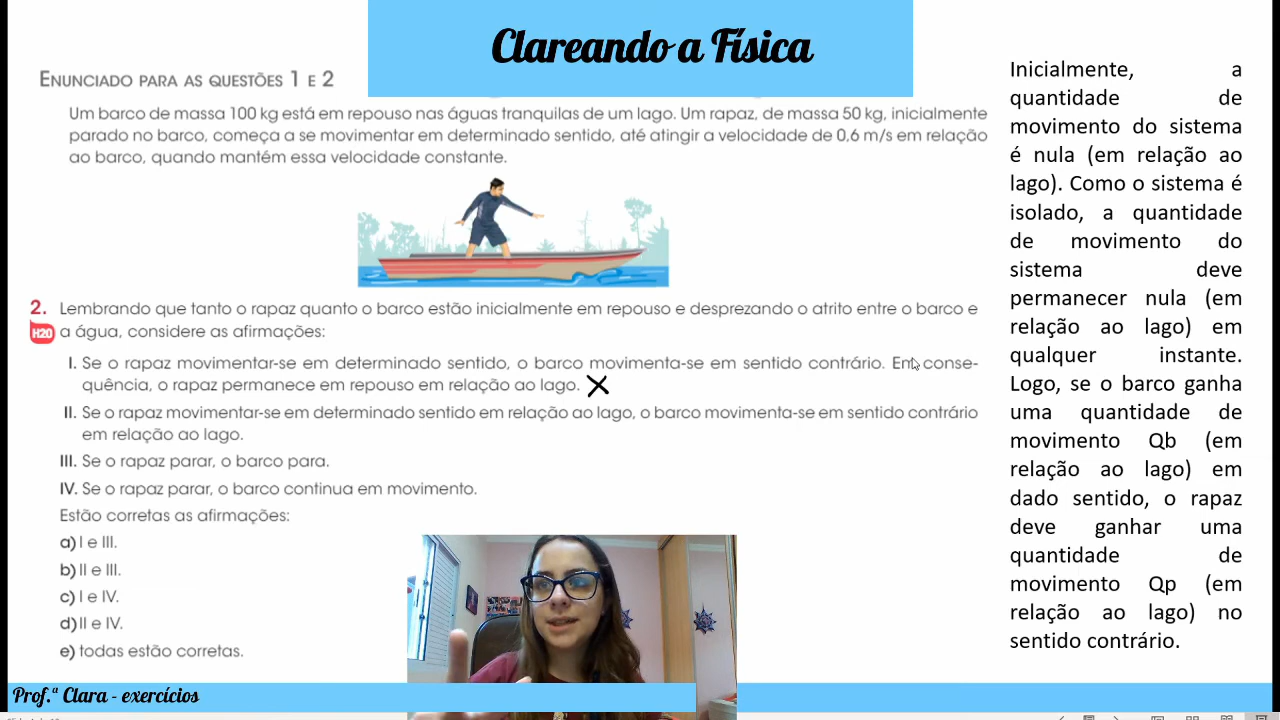 Clareando a Física
ENUNCIADO PARA AS QUESTÕES 1 E 2
Um barco de massa 100 kg está em repouso nas águas tranquilas de um lago. Um rapaz, de massa 50 kg, inicialmente
parado no barco, começa a se movimentar em determinado sentido, até atingir a velocidade de 0,6 m/s em relação
ao barco, quando mantém essa velocidade constante.
2. Lembrando que tanto o rapaz quanto o barco estão inicialmente em repouso e desprezando o atrito entre o barco e
H20 a água, considere as afirmações:
I. Se o rapaz movimentar-se em determinado sentido, o barco movimenta-se em sentido contrário. Em conse-
quência, o rapaz permanece em repouso em relação ao lago.
II. Se o rapaz movimentar-se em determinado sentido em relação ao lago, o barco movimenta-se em sentido contrário
em relação ao lago.
III. Se o rapaz parar, o barco para.
IV. Se o rapaz parar, o barco continua em movimento.
Estão corretas as afirmações:
a) I e III.
b) II e III.
c) I e IV.
d) II e IV.
e) todas estão corretas.
Inicialmente, a
quantidade de
movimento do sistema
é nula (em relação ao
lago). Como o sistema é
isolado, a quantidade
de movimento do
sistema deve
permanecer nula (em
relação ao lago) em
qualquer instante.
Logo, se o barco ganha
uma quantidade de
movimento Qb (em
relação ao lago) em
dado sentido, o rapaz
deve ganhar uma
quantidade de
movimento Qp (em
relação ao lago) no
sentido contrário.
Prof.ª Clara - exercícios